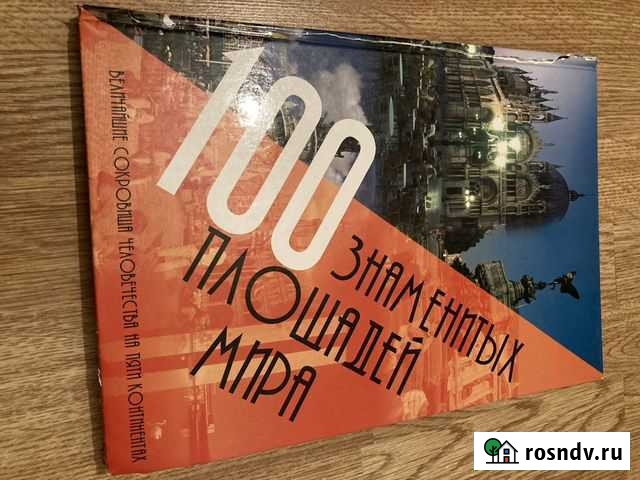 ВЕЛИЧАЙШИЕ СОКРОВИЩА ЧЕЛОВЕЧЕСТВА НА ПЯТИ КОНТИНЕНТАХ
100
ЗНАМЕНИТЫХ
ПЛОЩАДЕЙ
МИРА
rosndv.ru